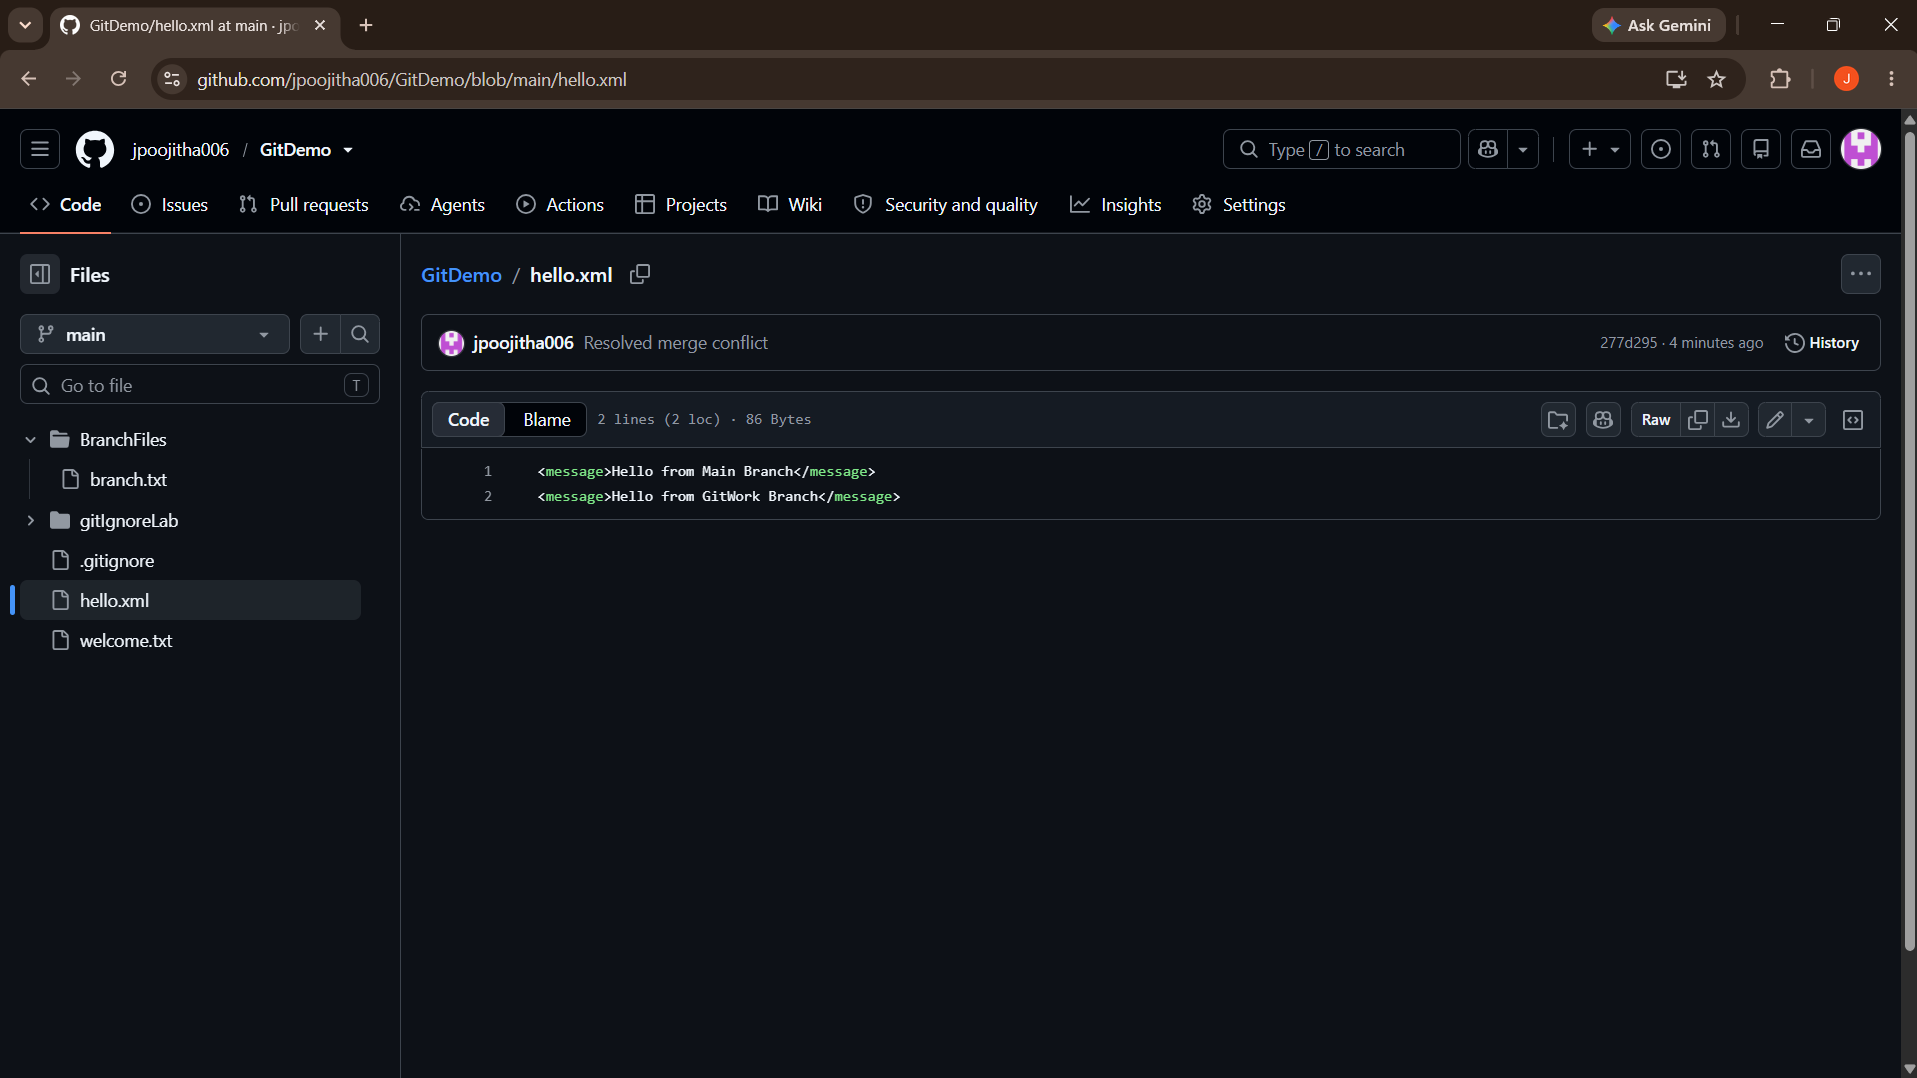 GitDemo/hello.xml at main · jpo
Ask Gemini
github.com/jpoojitha006/GitDemo/blob/main/hello.xml
J
jpoojitha006 / GitDemo
Type / to search
Code Issues Pull requests Agents Actions Projects Wiki Security and quality Insights Settings
Files
main
Go to file T
BranchFiles
branch.txt
gitIgnoreLab
.gitignore
hello.xml
welcome.txt
GitDemo / hello.xml
jpoojitha006 Resolved merge conflict 277d295 · 4 minutes ago History
Code Blame 2 lines (2 loc) · 86 Bytes Raw
1 <message>Hello from Main Branch</message>
2 <message>Hello from GitWork Branch</message>